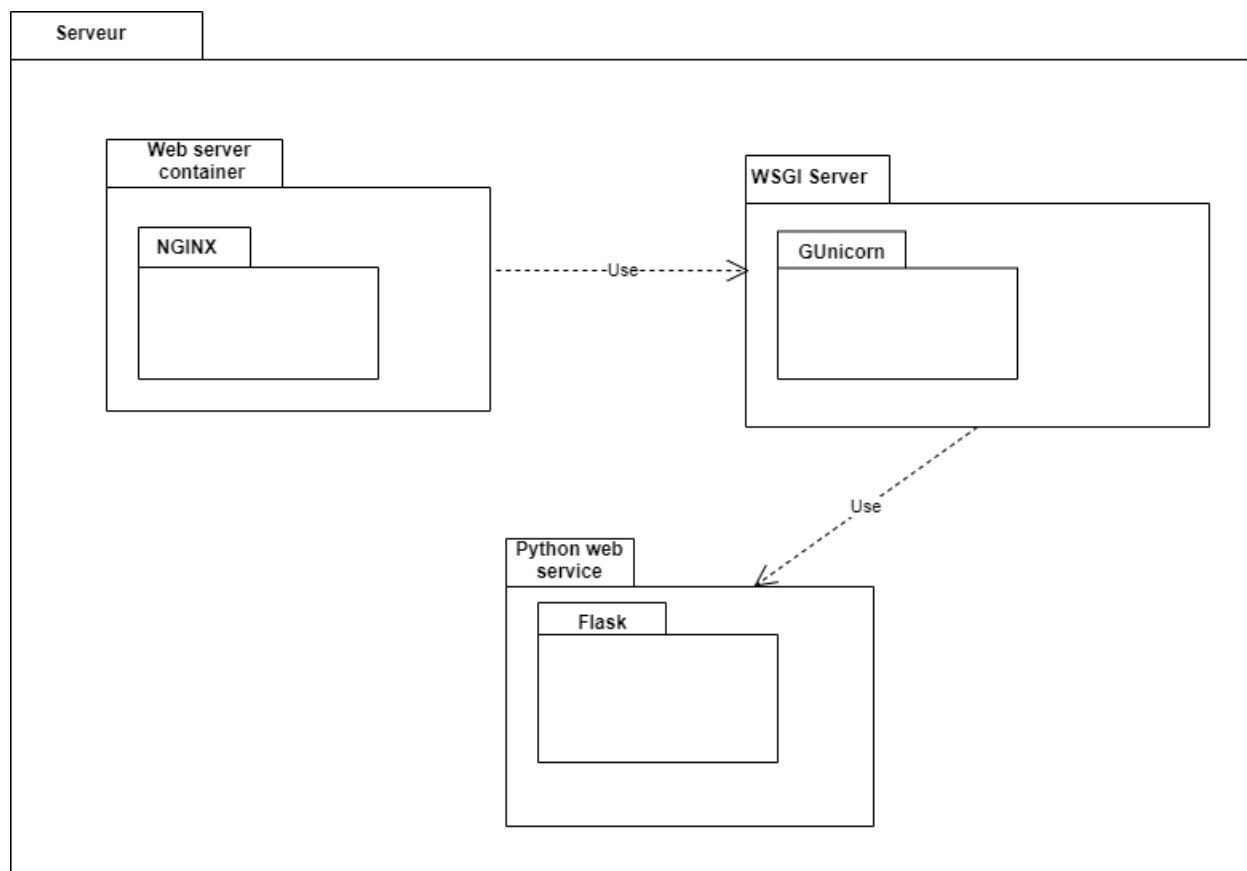 Serveur
Web server
container
NGINX
Use
WSGI Server
GUnicorn
Use
Python web
service
Flask